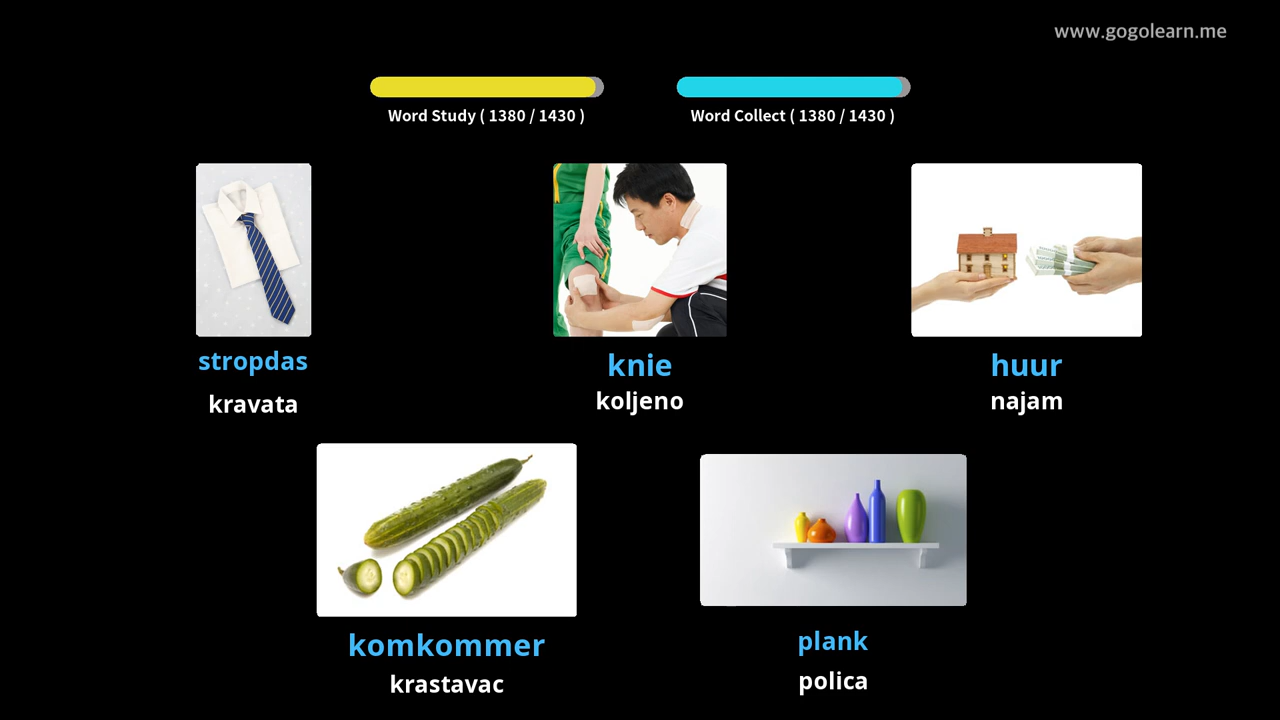 www.gogolearn.me
Word Study ( 1380 / 1430 )
Word Collect ( 1380 / 1430 )
stropdas
kravata
knie
koljeno
huur
najam
komkommer
krastavac
plank
polica